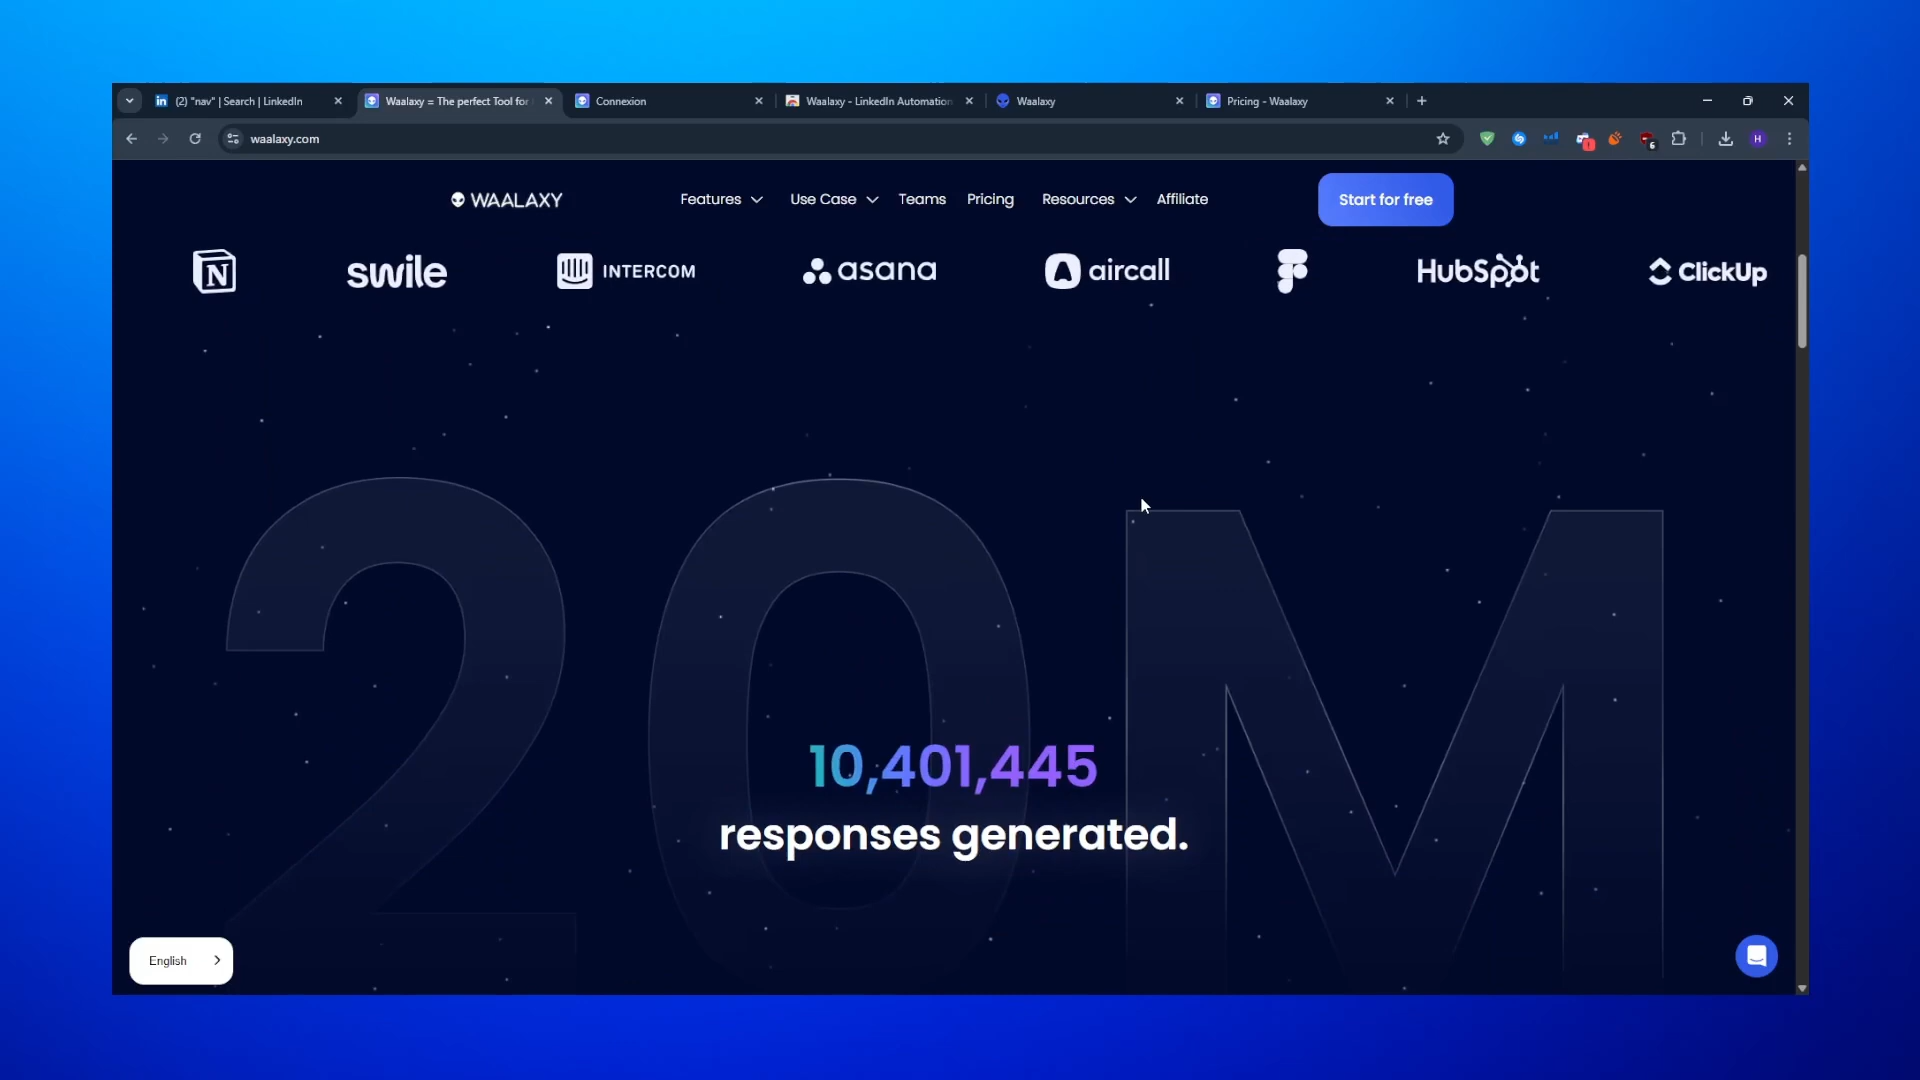 (2) "nav" | Search | LinkedIn
Waalaxy = The perfect Tool for
Connexion
Waalaxy - LinkedIn Automation
Waalaxy
Pricing - Waalaxy
waalaxy.com
6
H
WAALAXY
Features
Use Case
Teams
Pricing
Resources
Affiliate
Start for free
N
swile
INTERCOM
asana
aircall
HubSpot
ClickUp
20M
10,401,445
responses generated.
English